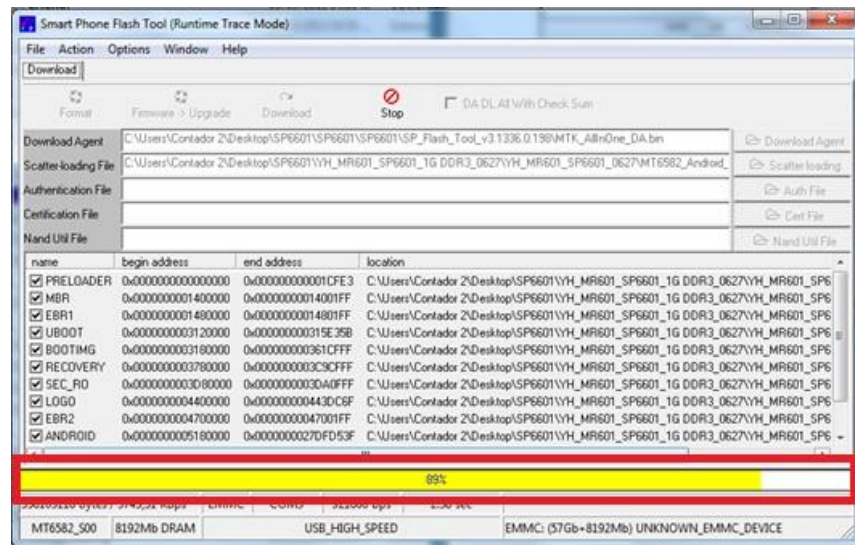 Smart Phone Flash Tool (Runtime Trace Mode)
File Action Options Window Help
Download
Format Firmware -> Upgrade Download Stop DA DL All With Check Sum
Download Agent C:\Users\Contador 2\Desktop\SP6601\SP6601\SP6601\SP_Flash_Tool_v3.1336.0.198\MTK_AllInOne_DA.bin Download Agent
Scatter-loading File C:\Users\Contador 2\Desktop\SP6601\YH_MR601_SP6601_1G DDR3_0627\YH_MR601_SP6601_0627\MT6582_Android_ Scatter-loading
Authentication File Auth File
Certification File Cert File
Nand Util File Nand Util File
name begin address end address location
PRELOADER 0x0000000000000000 0x000000000001CFE3 C:\Users\Contador 2\Desktop\SP6601\YH_MR601_SP6601_1G DDR3_0627\YH_MR601_SP6
MBR 0x0000000001400000 0x00000000014001FF C:\Users\Contador 2\Desktop\SP6601\YH_MR601_SP6601_1G DDR3_0627\YH_MR601_SP6
EBR1 0x0000000001480000 0x00000000014801FF C:\Users\Contador 2\Desktop\SP6601\YH_MR601_SP6601_1G DDR3_0627\YH_MR601_SP6
UBOOT 0x0000000003120000 0x000000000315E35B C:\Users\Contador 2\Desktop\SP6601\YH_MR601_SP6601_1G DDR3_0627\YH_MR601_SP6
BOOTIMG 0x0000000003180000 0x000000000361CFFF C:\Users\Contador 2\Desktop\SP6601\YH_MR601_SP6601_1G DDR3_0627\YH_MR601_SP6
RECOVERY 0x0000000003780000 0x0000000003C9CFFF C:\Users\Contador 2\Desktop\SP6601\YH_MR601_SP6601_1G DDR3_0627\YH_MR601_SP6
SEC_RO 0x0000000003D80000 0x0000000003DA0FFF C:\Users\Contador 2\Desktop\SP6601\YH_MR601_SP6601_1G DDR3_0627\YH_MR601_SP6
LOGO 0x0000000004400000 0x000000000443DC6F C:\Users\Contador 2\Desktop\SP6601\YH_MR601_SP6601_1G DDR3_0627\YH_MR601_SP6
EBR2 0x0000000004700000 0x00000000047001FF C:\Users\Contador 2\Desktop\SP6601\YH_MR601_SP6601_1G DDR3_0627\YH_MR601_SP6
ANDROID 0x0000000005180000 0x0000000027DFD53F C:\Users\Contador 2\Desktop\SP6601\YH_MR601_SP6601_1G DDR3_0627\YH_MR601_SP6
89%
EMMC COM5
MT6582_S00 8192Mb DRAM USB_HIGH_SPEED EMMC: (57Gb+8192Mb) UNKNOWN_EMMC_DEVICE